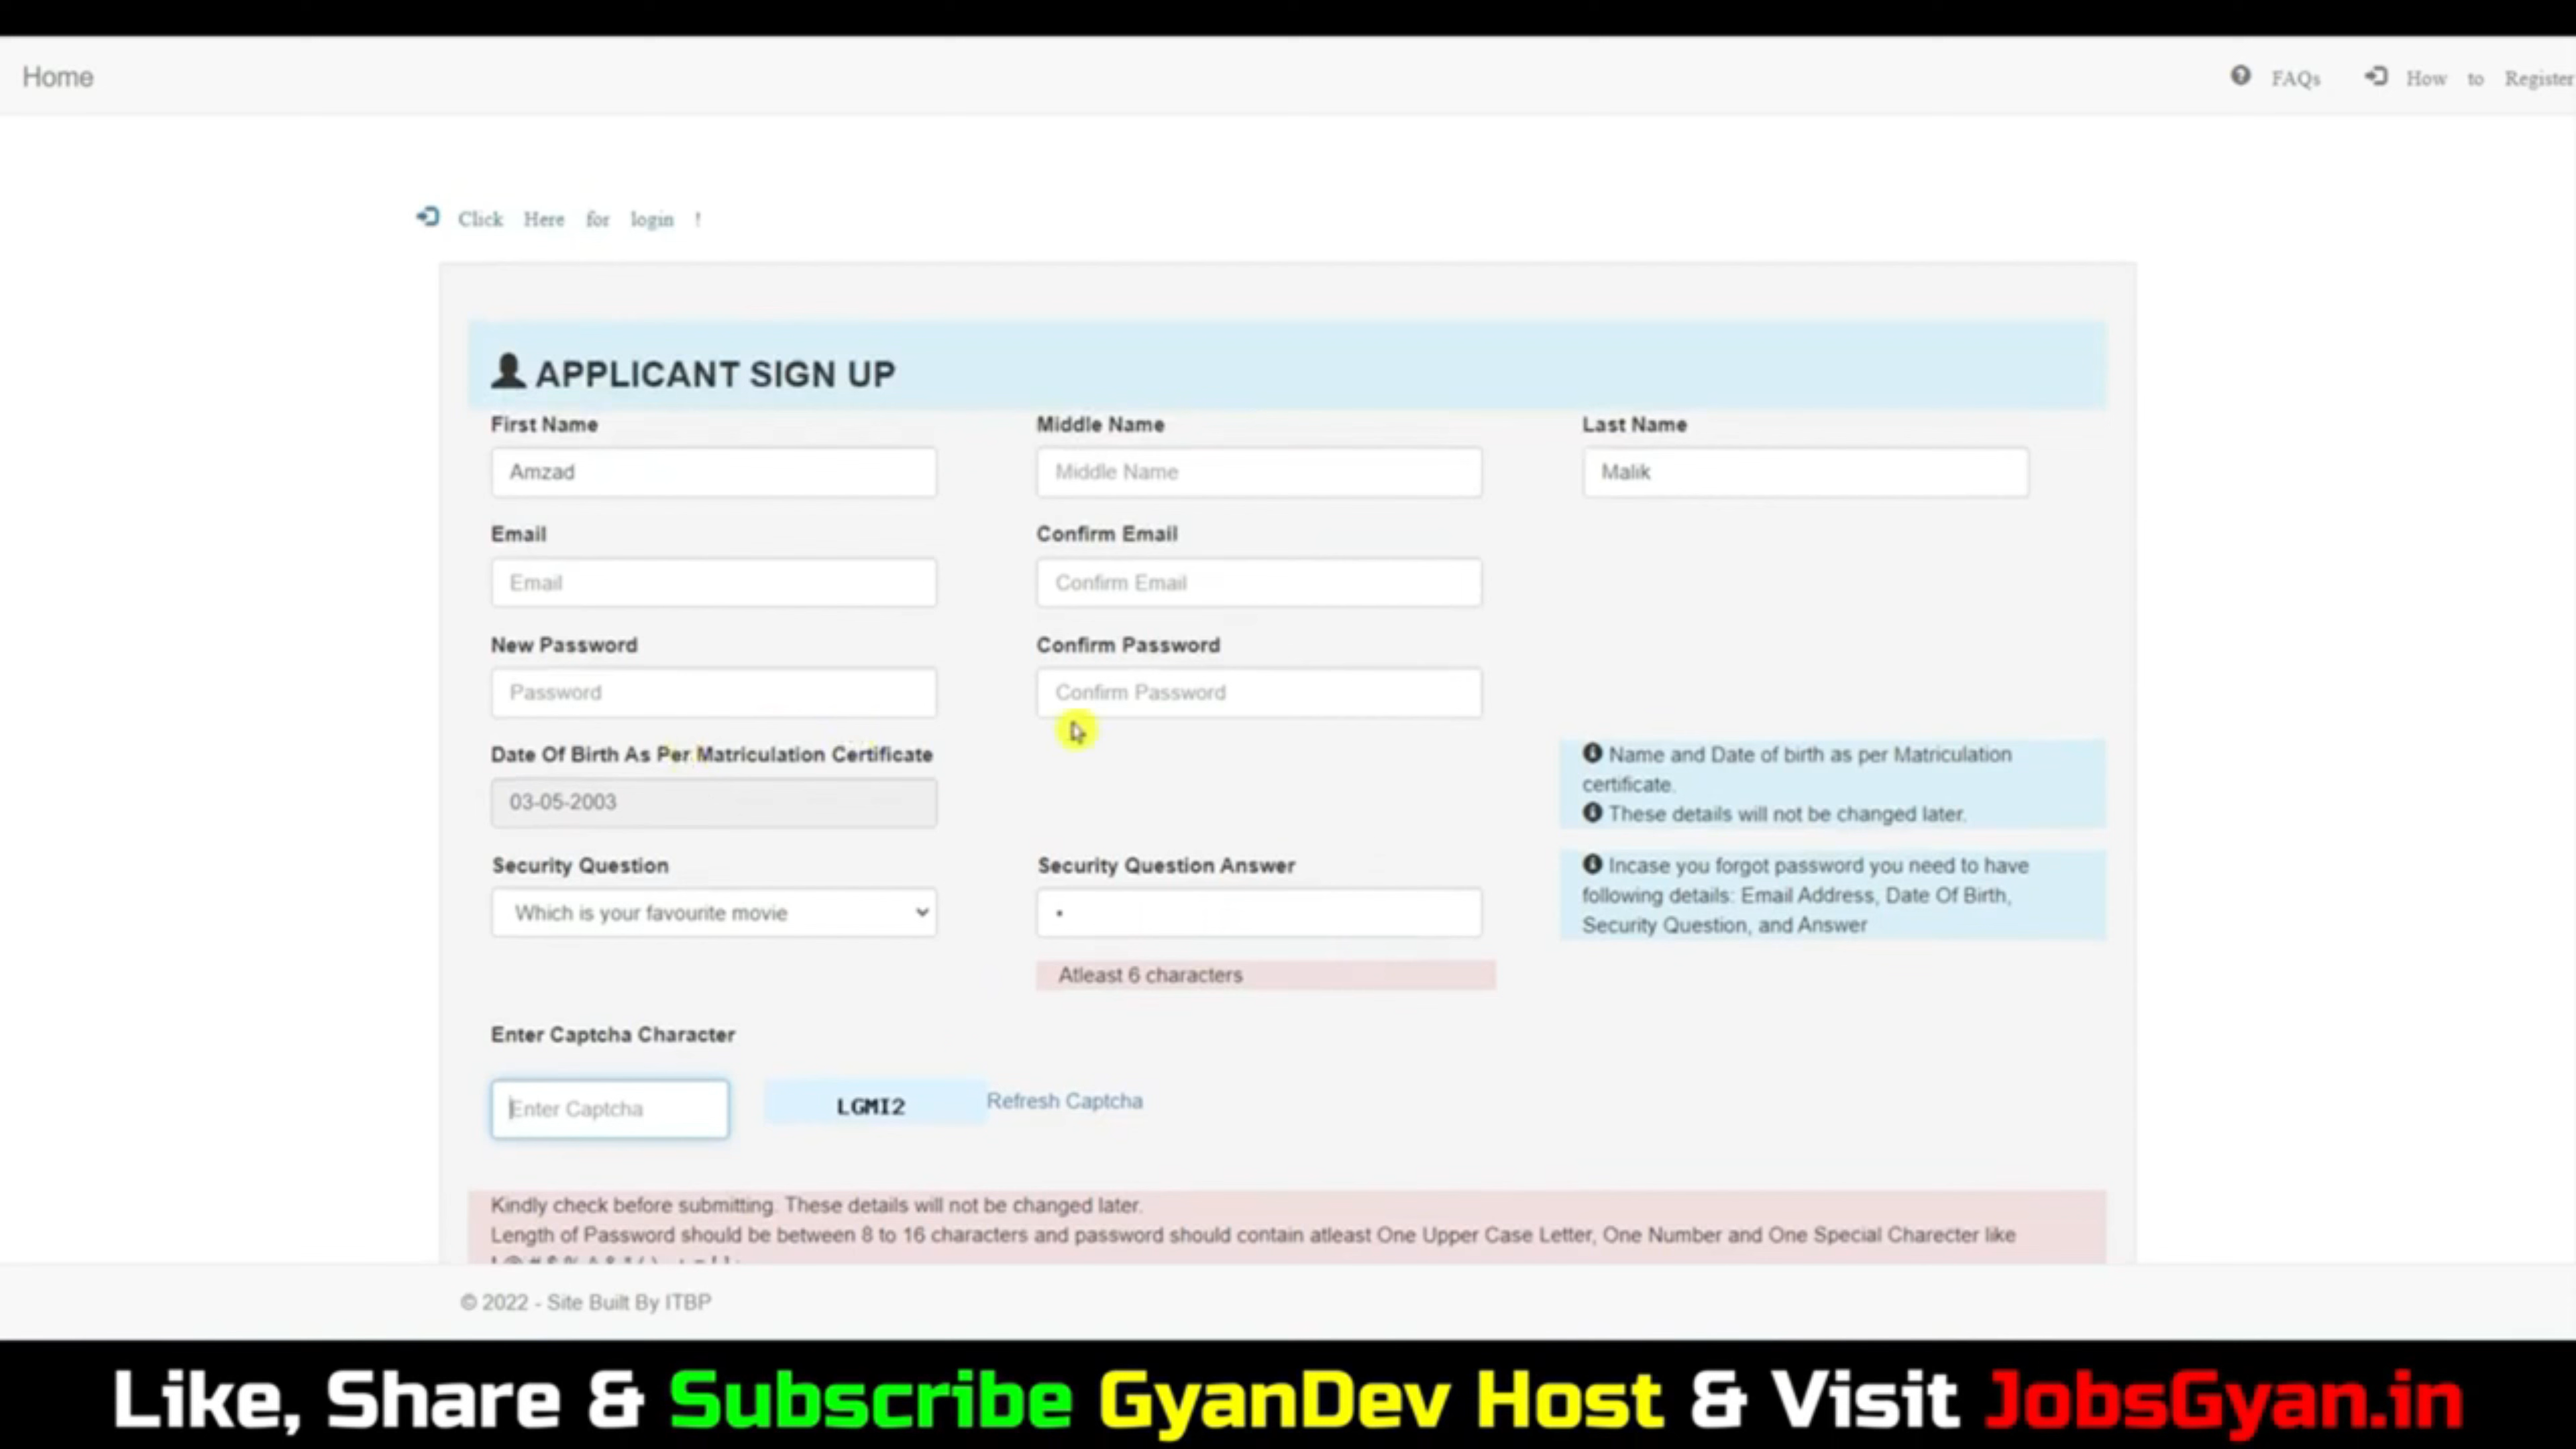 Home
FAQs
How to Register
Click Here for login !
APPLICANT SIGN UP
First Name
Middle Name
Last Name
Amzad
Middle Name
Malik
Email
Confirm Email
Email
Confirm Email
New Password
Confirm Password
Password
Confirm Password
Date Of Birth As Per Matriculation Certificate
03-05-2003
Name and Date of birth as per Matriculation
certificate.
These details will not be changed later.
Security Question
Security Question Answer
Which is your favourite movie
Incase you forgot password you need to have
following details: Email Address, Date Of Birth,
Security Question, and Answer
Atleast 6 characters
Enter Captcha Character
Enter Captcha
LGMI2
Refresh Captcha
Kindly check before submitting. These details will not be changed later.
Length of Password should be between 8 to 16 characters and password should contain atleast One Upper Case Letter, One Number and One Special Charecter like
© 2022 - Site Built By ITBP
Like, Share & Subscribe GyanDev Host & Visit JobsGyan.in